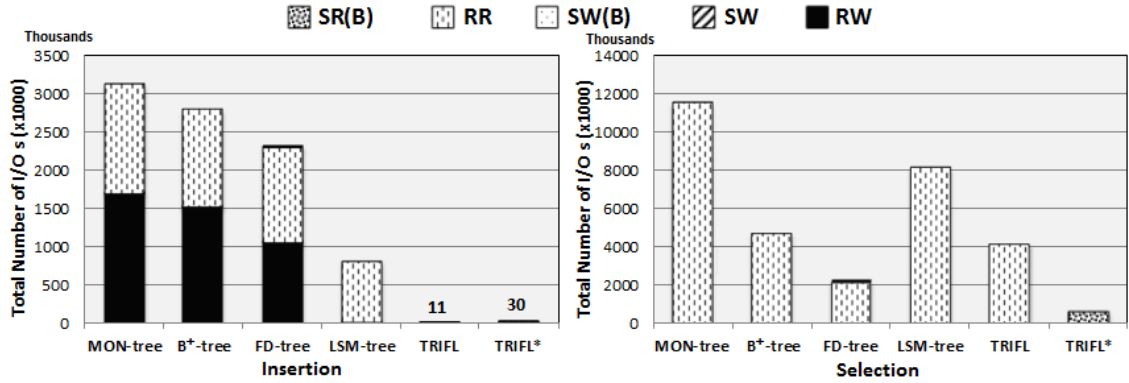 SR(B) RR SW(B) SW RW
Thousands
Total Number of I/O s (x1000)
3500
3000
2500
2000
1500
1000
500
0
11
30
MON-tree B⁺-tree FD-tree LSM-tree TRIFL TRIFL*
Insertion
Thousands
Total Number of I/O s (x1000)
14000
12000
10000
8000
6000
4000
2000
0
MON-tree B⁺-tree FD-tree LSM-tree TRIFL TRIFL*
Selection